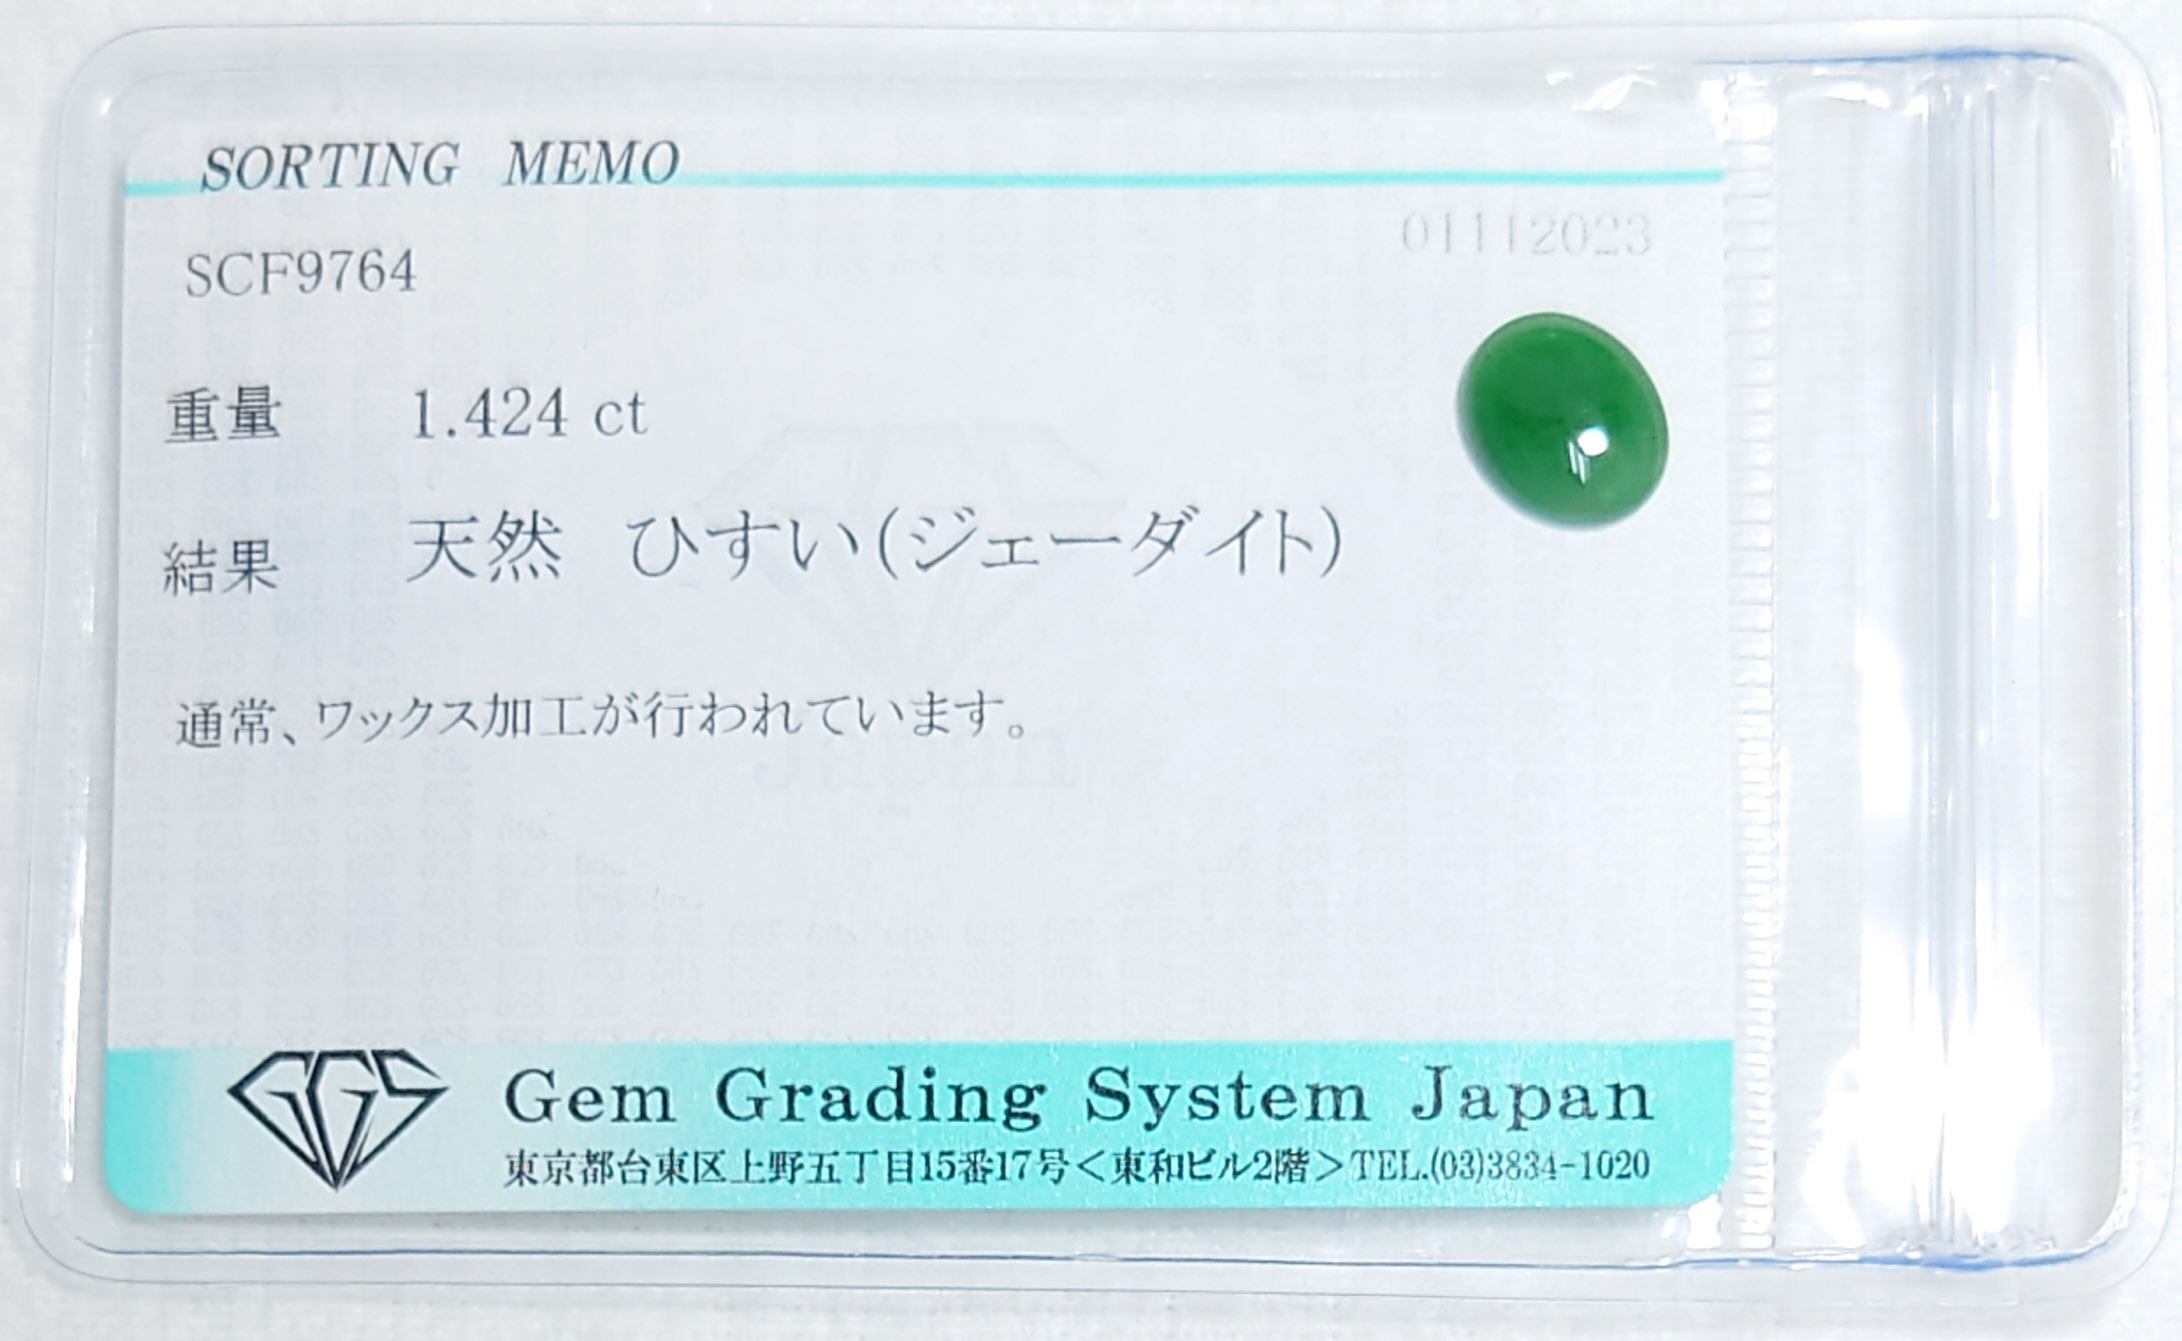 SORTING MEMO
01112023
SCF9764
重量 1.424 ct
結果 天然 ひすい(ジェーダイト)
通常、ワックス加工が行われています。
GGS
Gem Grading System Japan
東京都台東区上野五丁目15番17号<東和ビル2階>TEL.(03)3834-1020